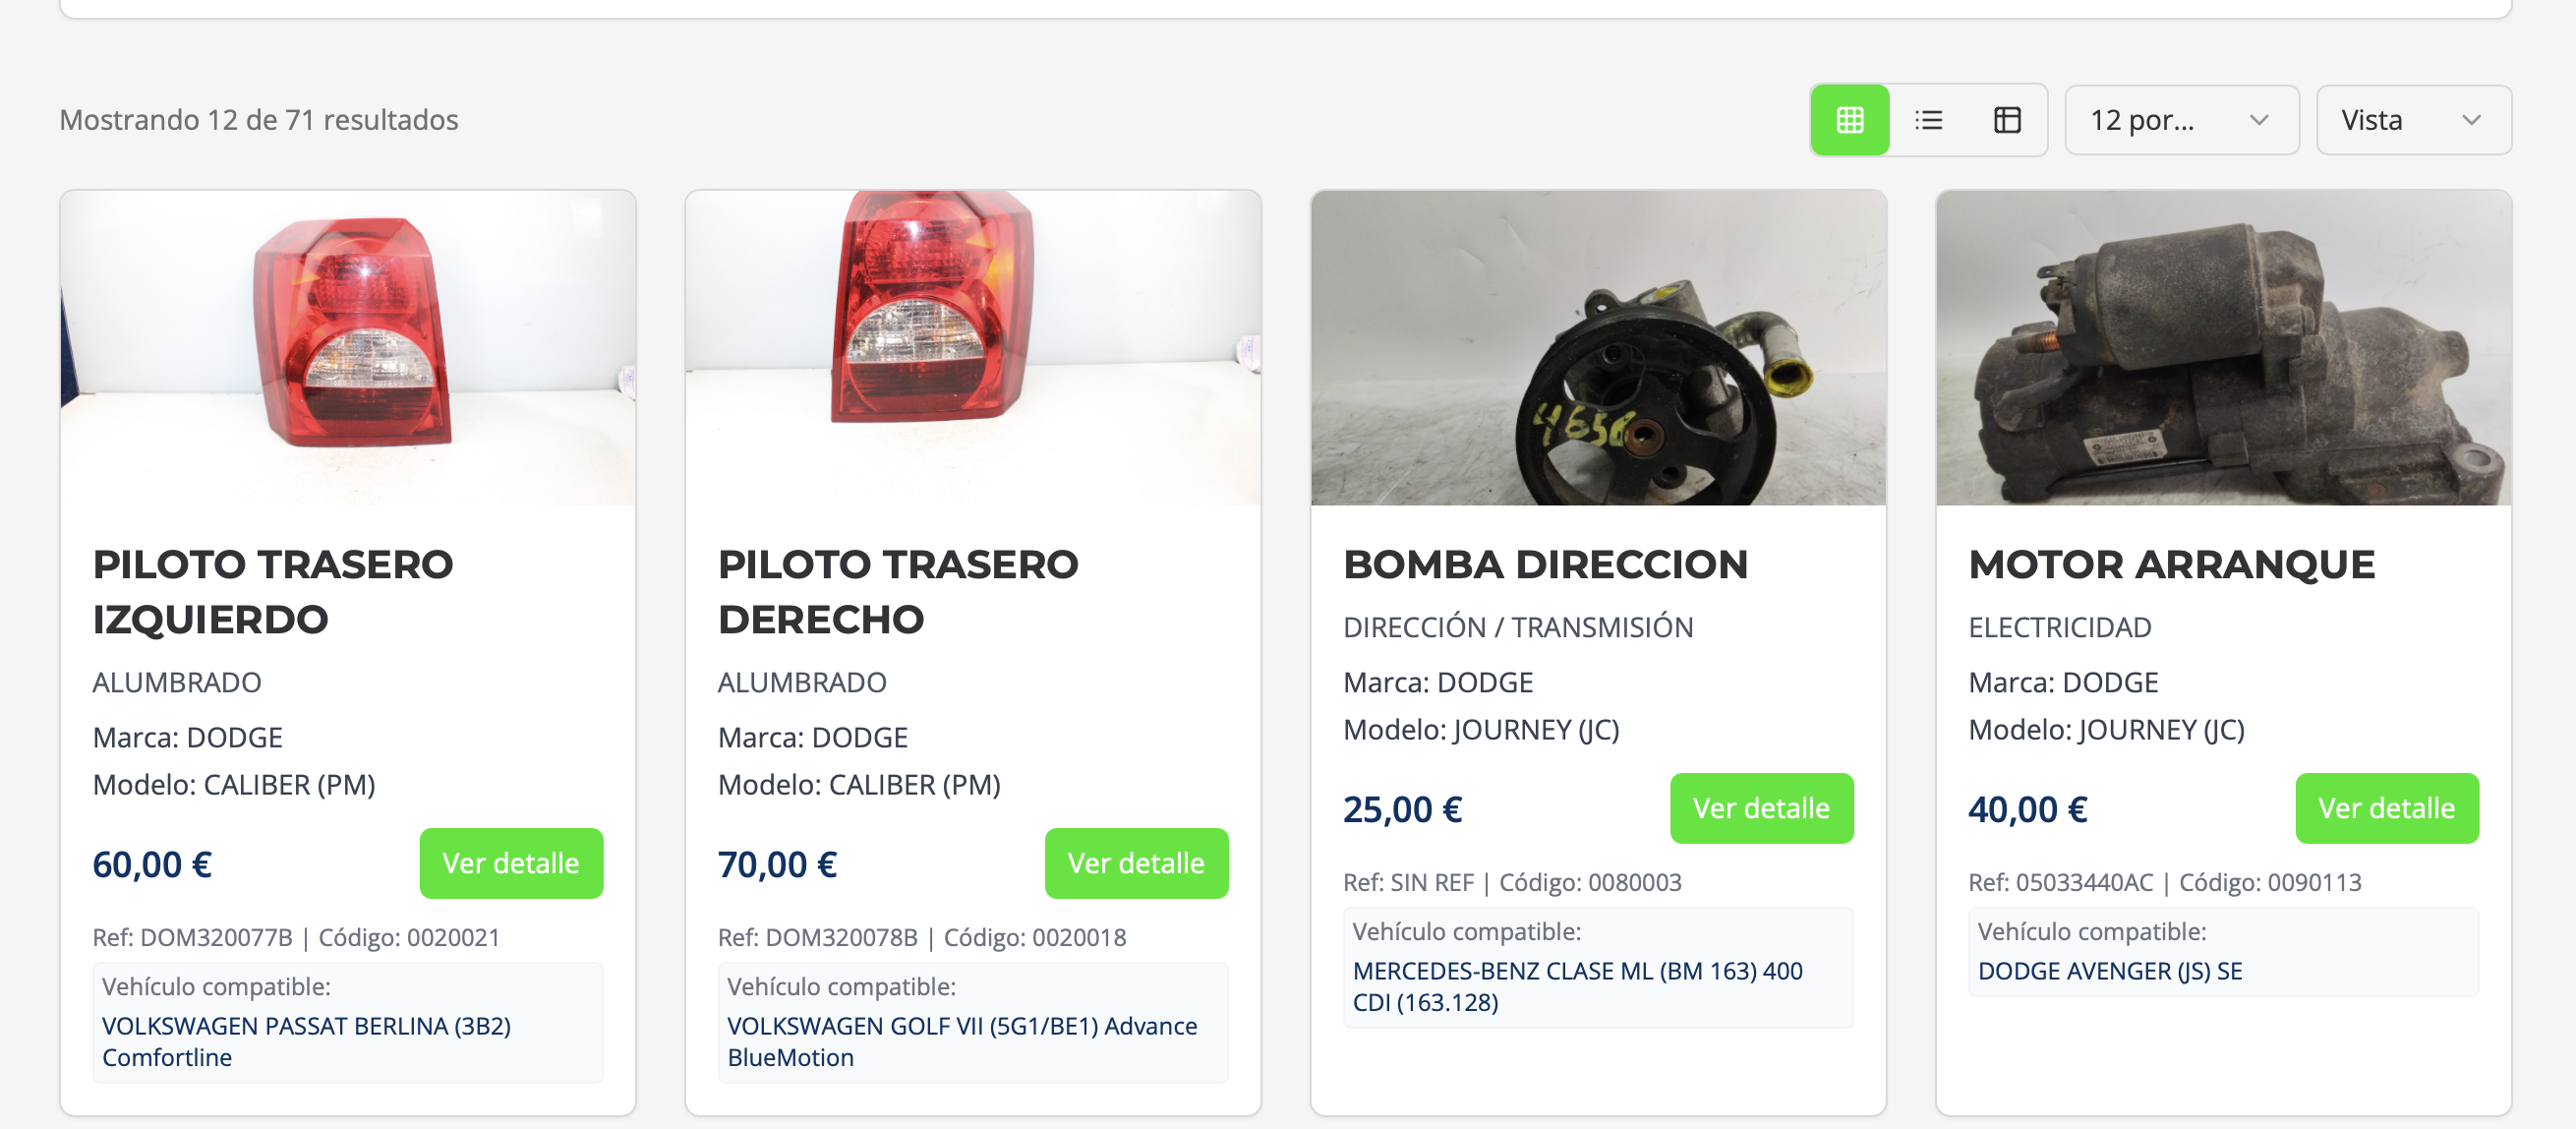 Mostrando 12 de 71 resultados
12 por...
Vista
PILOTO TRASERO
IZQUIERDO
ALUMBRADO
Marca: DODGE
Modelo: CALIBER (PM)
60,00 €
Ver detalle
Ref: DOM320077B | Código: 0020021
Vehículo compatible:
VOLKSWAGEN PASSAT BERLINA (3B2)
Comfortline
PILOTO TRASERO
DERECHO
ALUMBRADO
Marca: DODGE
Modelo: CALIBER (PM)
70,00 €
Ver detalle
Ref: DOM320078B | Código: 0020018
Vehículo compatible:
VOLKSWAGEN GOLF VII (5G1/BE1) Advance
BlueMotion
BOMBA DIRECCION
DIRECCIÓN / TRANSMISIÓN
Marca: DODGE
Modelo: JOURNEY (JC)
25,00 €
Ver detalle
Ref: SIN REF | Código: 0080003
Vehículo compatible:
MERCEDES-BENZ CLASE ML (BM 163) 400
CDI (163.128)
MOTOR ARRANQUE
ELECTRICIDAD
Marca: DODGE
Modelo: JOURNEY (JC)
40,00 €
Ver detalle
Ref: 05033440AC | Código: 0090113
Vehículo compatible:
DODGE AVENGER (JS) SE